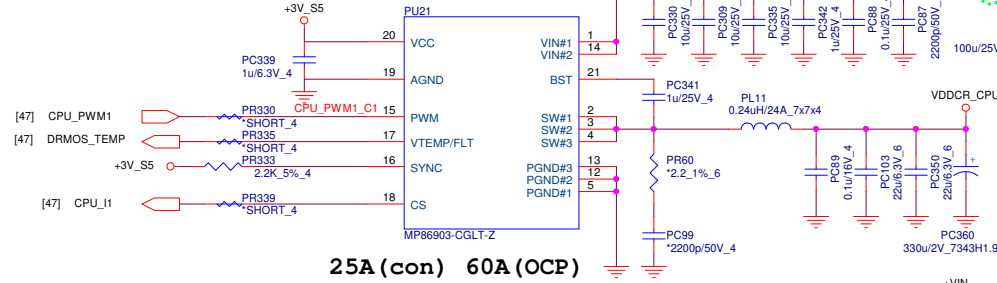 +3V_S5
PU21
PC330
10u/25V_4
PC309
10u/25V_4
PC335
10u/25V_4
PC342
1u/25V_4
PC88
0.1u/25V_4
PC87
2200p/50V_
100u/25V
20
VCC
VIN#1
1
VIN#2
14
PC339
1u/6.3V_4
19
AGND
BST
21
PC341
1u/25V_4
PL11
0.24uH/24A_7x7x4
VDDCR_CPU
[47] CPU_PWM1
PR330
*SHORT_4
CPU_PWM1_C1
15
PWM
SW#1
2
SW#2
3
SW#3
4
[47] DRMOS_TEMP
PR335
*SHORT_4
17
VTEMP/FLT
+3V_S5
PR333
2.2K_5%_4
16
SYNC
PGND#3
13
PGND#2
12
PGND#1
5
PR60
*2.2_1%_6
PC89
0.1u/16V_4
PC103
22u/6.3V_6
PC350
22u/6.3V_6
+
[47] CPU_I1
PR339
*SHORT_4
18
CS
MP86903-CGLT-Z
PC99
*2200p/50V_4
PC360
330u/2V_7343H1.9
25A(con) 60A(OCP)
+VIN